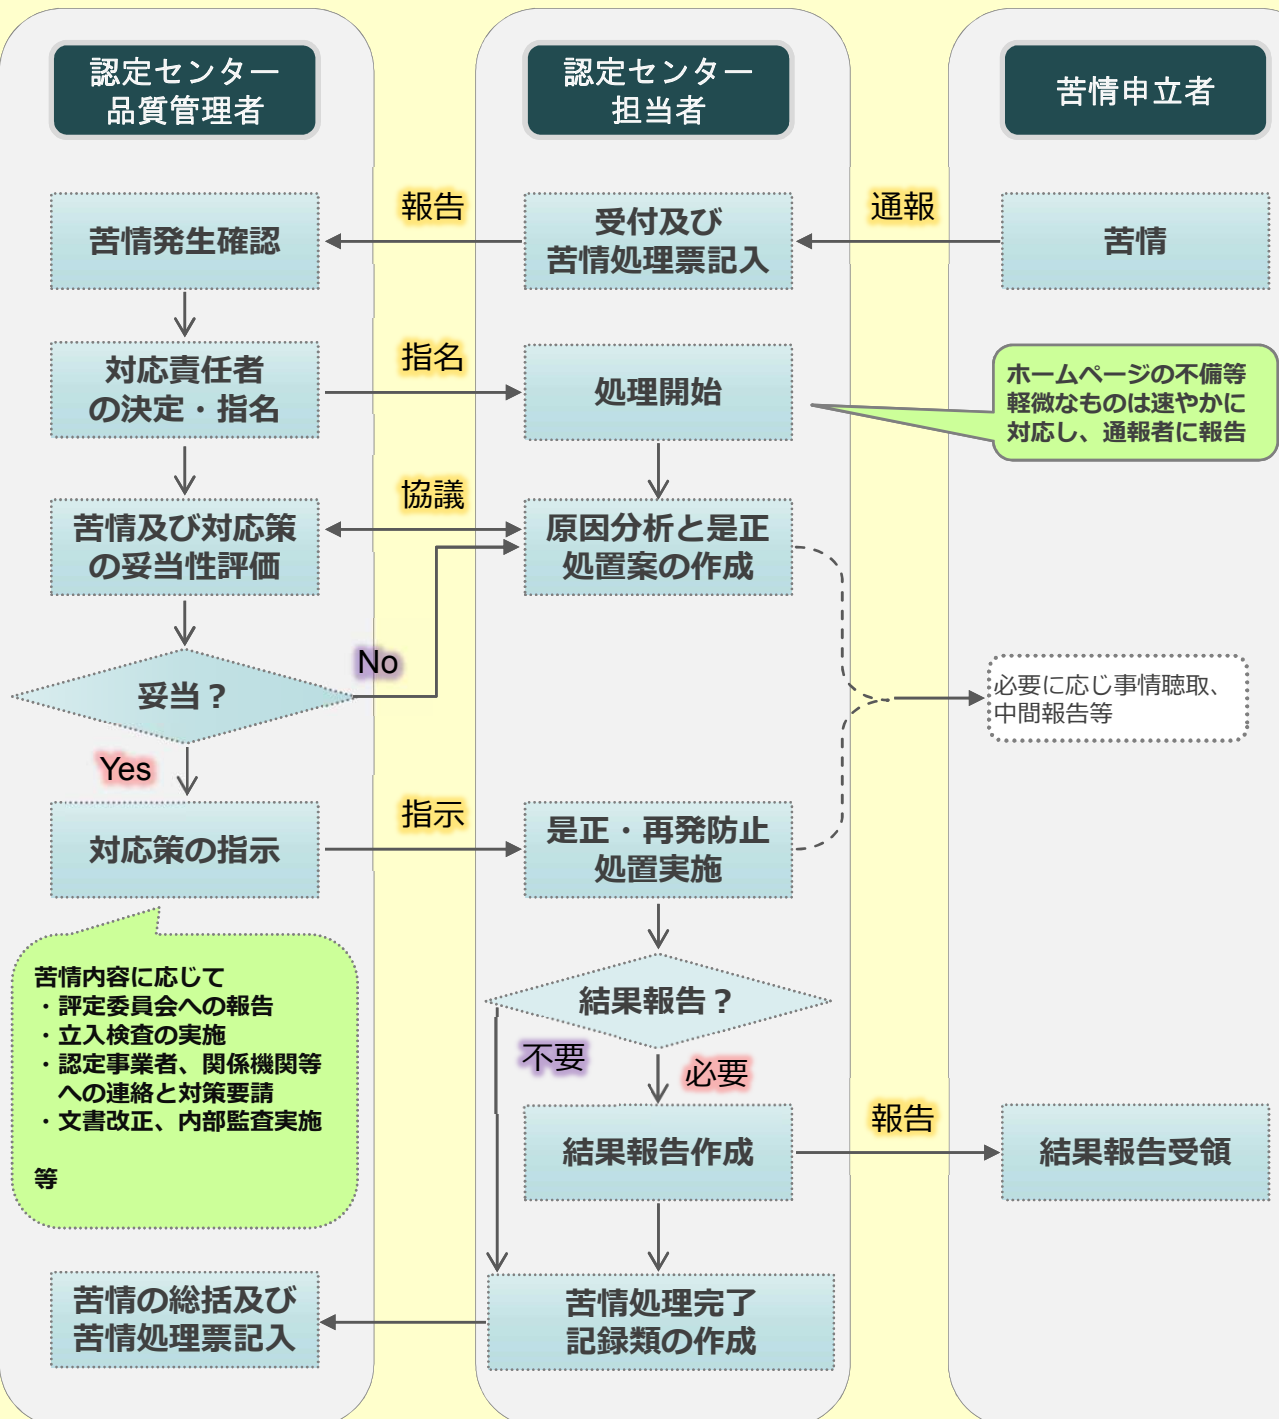 認定センター
品質管理者
認定センター
担当者
苦情申立者
苦情発生確認
報告
受付及び
苦情処理票記入
通報
苦情
対応責任者
の決定・指名
指名
処理開始
ホームページの不備等
軽微なものは速やかに
対応し、通報者に報告
苦情及び対応策
の妥当性評価
協議
原因分析と是正
処置案の作成
妥当？
No
必要に応じ事情聴取、
中間報告等
Yes
対応策の指示
指示
是正・再発防止
処置実施
苦情内容に応じて
・評定委員会への報告
・立入検査の実施
・認定事業者、関係機関等
への連絡と対策要請
・文書改正、内部監査実施
等
結果報告？
不要
必要
結果報告作成
報告
結果報告受領
苦情の総括及び
苦情処理票記入
苦情処理完了
記録類の作成